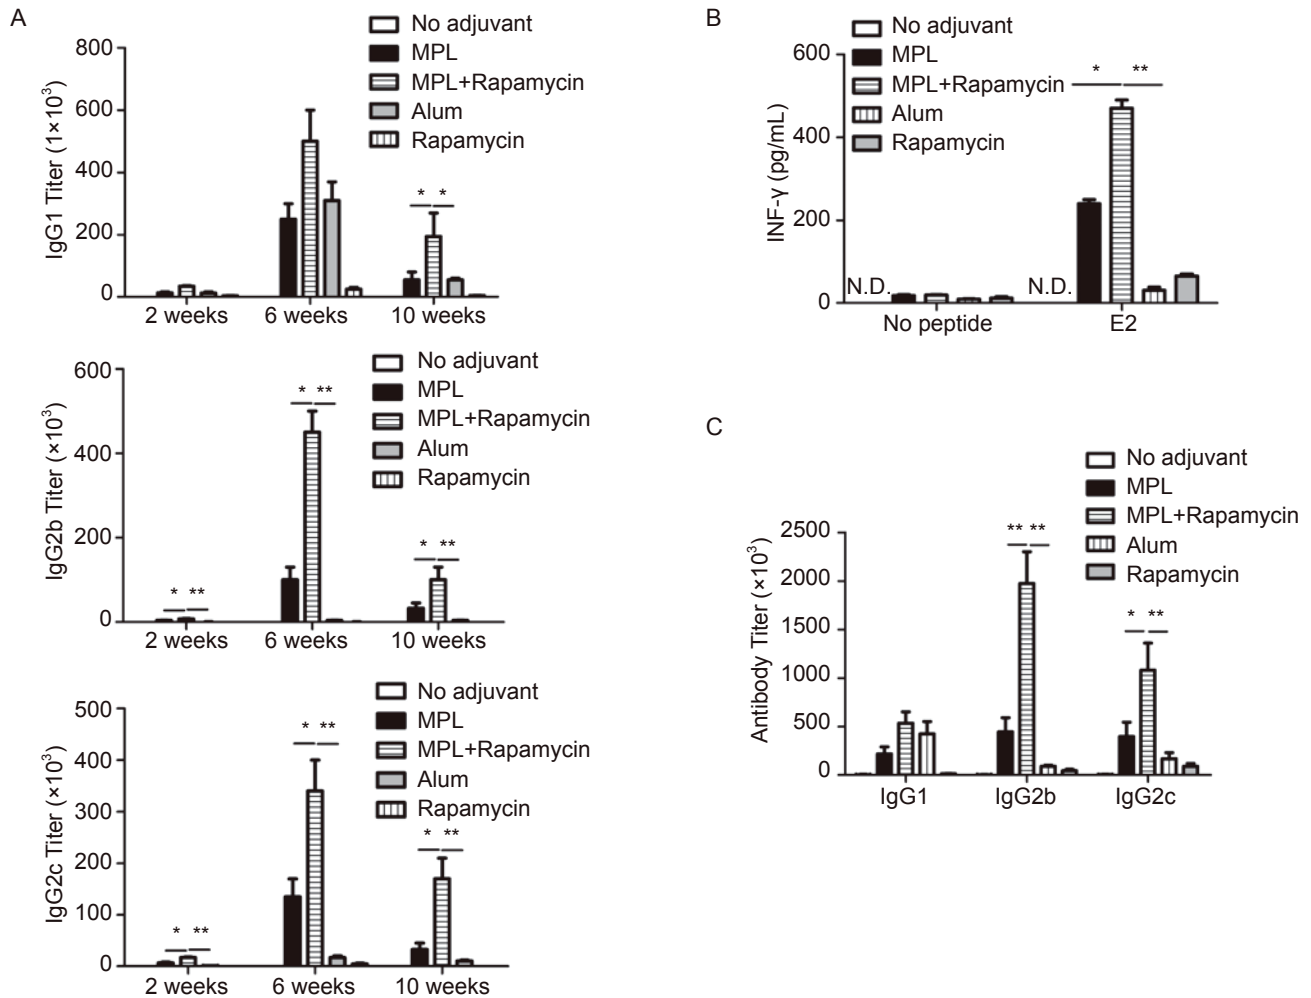 A
No adjuvant
MPL
MPL+Rapamycin
Alum
Rapamycin
IgG1 Titer (1×10³)
800
600
400
200
0
* *
2 weeks 6 weeks 10 weeks
No adjuvant
MPL
MPL+Rapamycin
Alum
Rapamycin
IgG2b Titer (×10³)
600
400
200
0
* **
* **
* **
2 weeks 6 weeks 10 weeks
No adjuvant
MPL
MPL+Rapamycin
Alum
Rapamycin
IgG2c Titer (×10³)
500
400
300
200
100
0
* **
* **
* **
2 weeks 6 weeks 10 weeks
B
No adjuvant
MPL
MPL+Rapamycin
Alum
Rapamycin
INF-γ (pg/mL)
600
400
200
0
* **
N.D. N.D.
No peptide E2
C
No adjuvant
MPL
MPL+Rapamycin
Alum
Rapamycin
Antibody Titer (×10³)
2500
2000
1500
1000
500
0
** **
* **
IgG1 IgG2b IgG2c